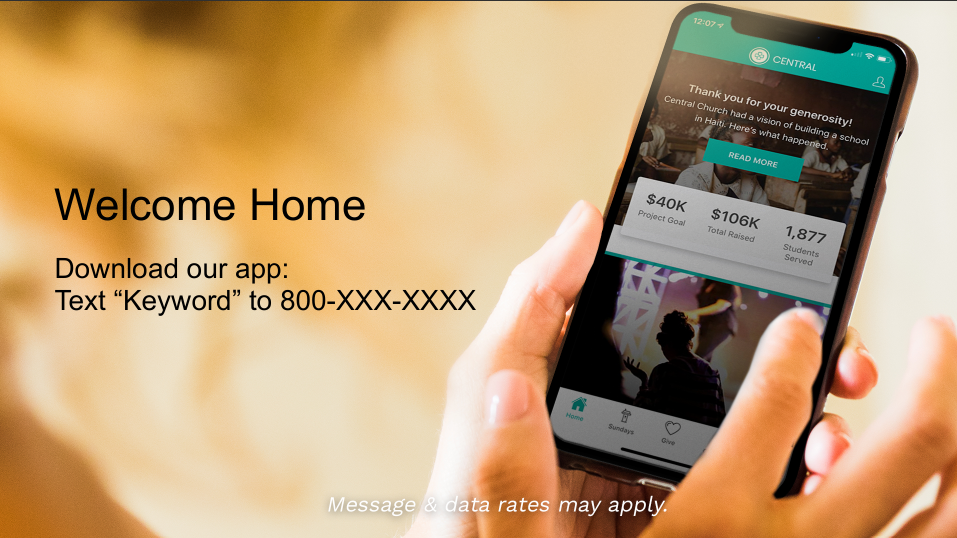 Welcome Home
Download our app:
Text “Keyword” to 800-XXX-XXXX
12:07
CENTRAL
Thank you for your generosity!
Central Church had a vision of building a school
in Haiti. Here's what happened.
READ MORE
$40K
Project Goal
$106K
Total Raised
1,877
Students
Served
Home
Sundays
Give
Message & data rates may apply.